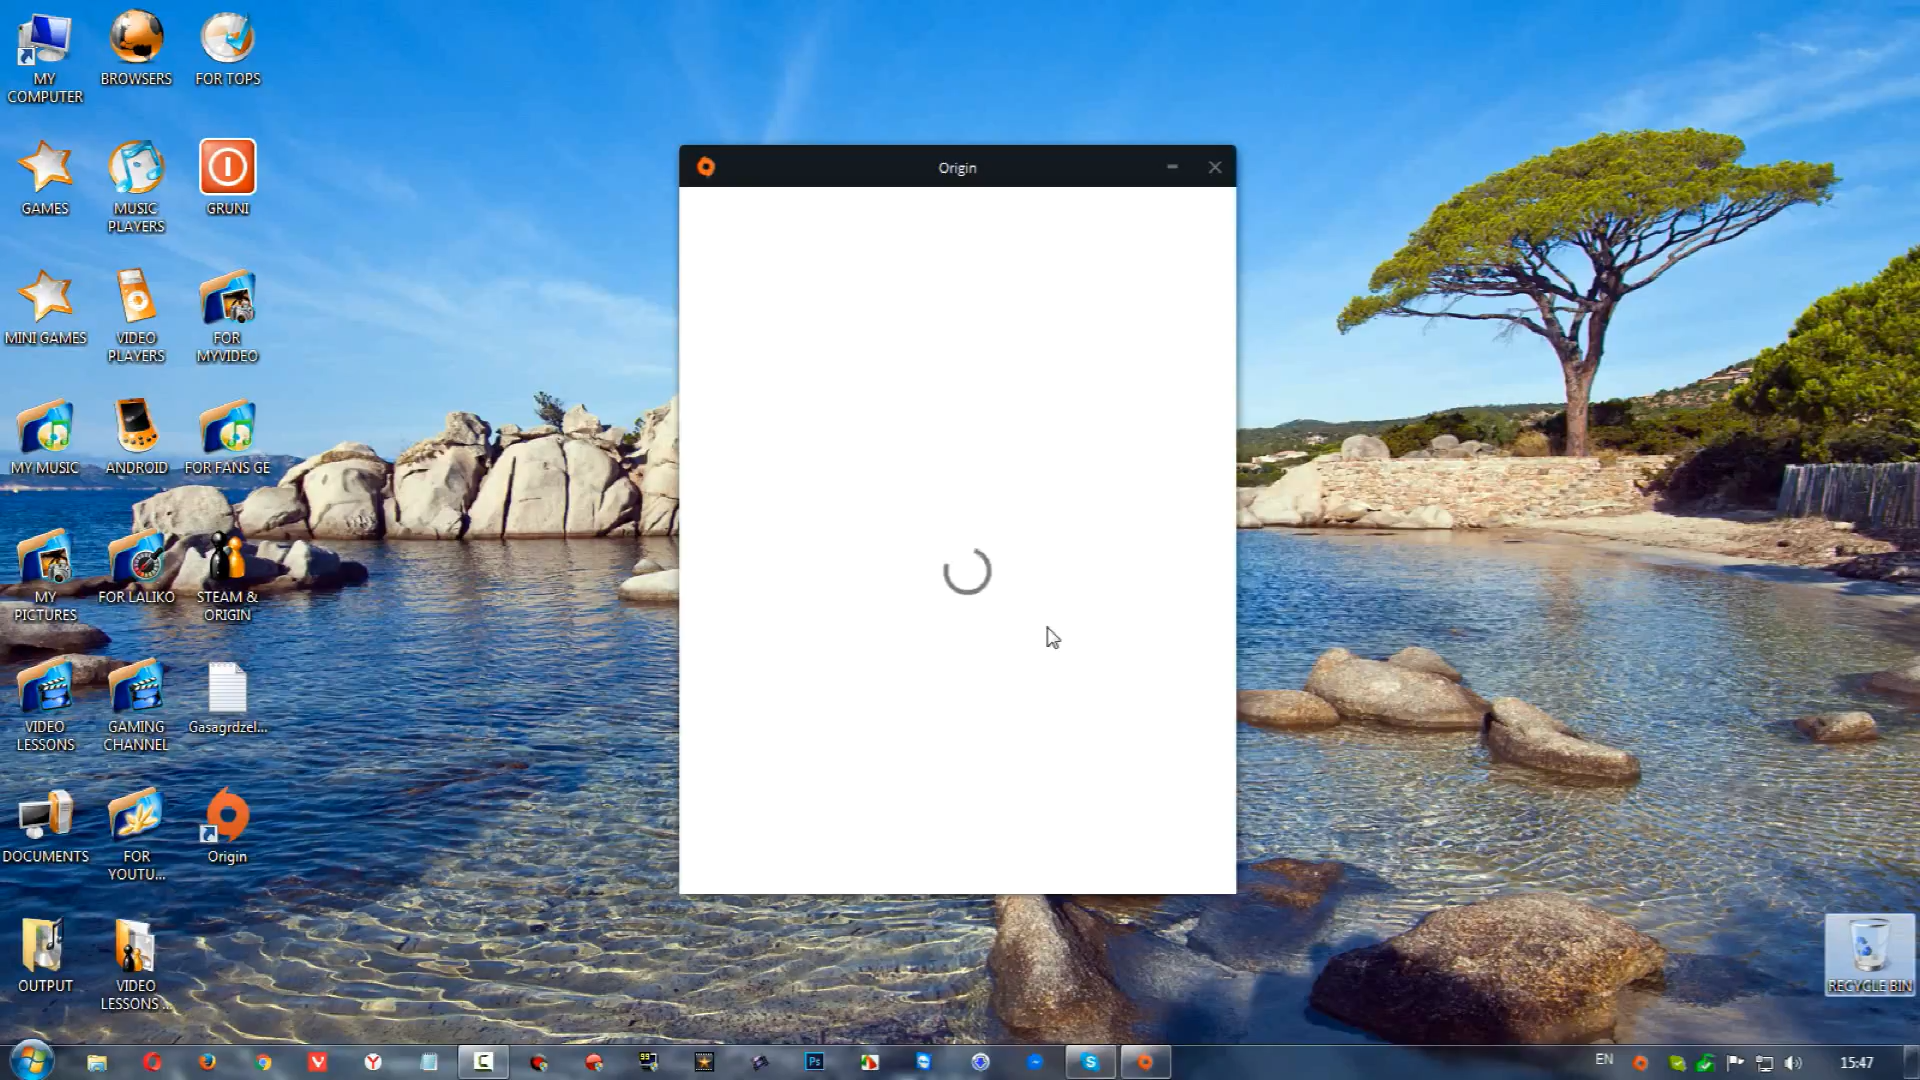 MY
COMPUTER
BROWSERS
FOR TOPS
GAMES
MUSIC
PLAYERS
GRUNI
MINI GAMES
VIDEO
PLAYERS
FOR
MYVIDEO
MY MUSIC
ANDROID
FOR FANS GE
MY
PICTURES
FOR LALIKO
STEAM &
ORIGIN
VIDEO
LESSONS
GAMING
CHANNEL
Gasagrdzel...
DOCUMENTS
FOR
YOUTU...
Origin
OUTPUT
VIDEO
LESSONS ...
Origin
RECYCLE BIN
99
Ps
EN
15:47